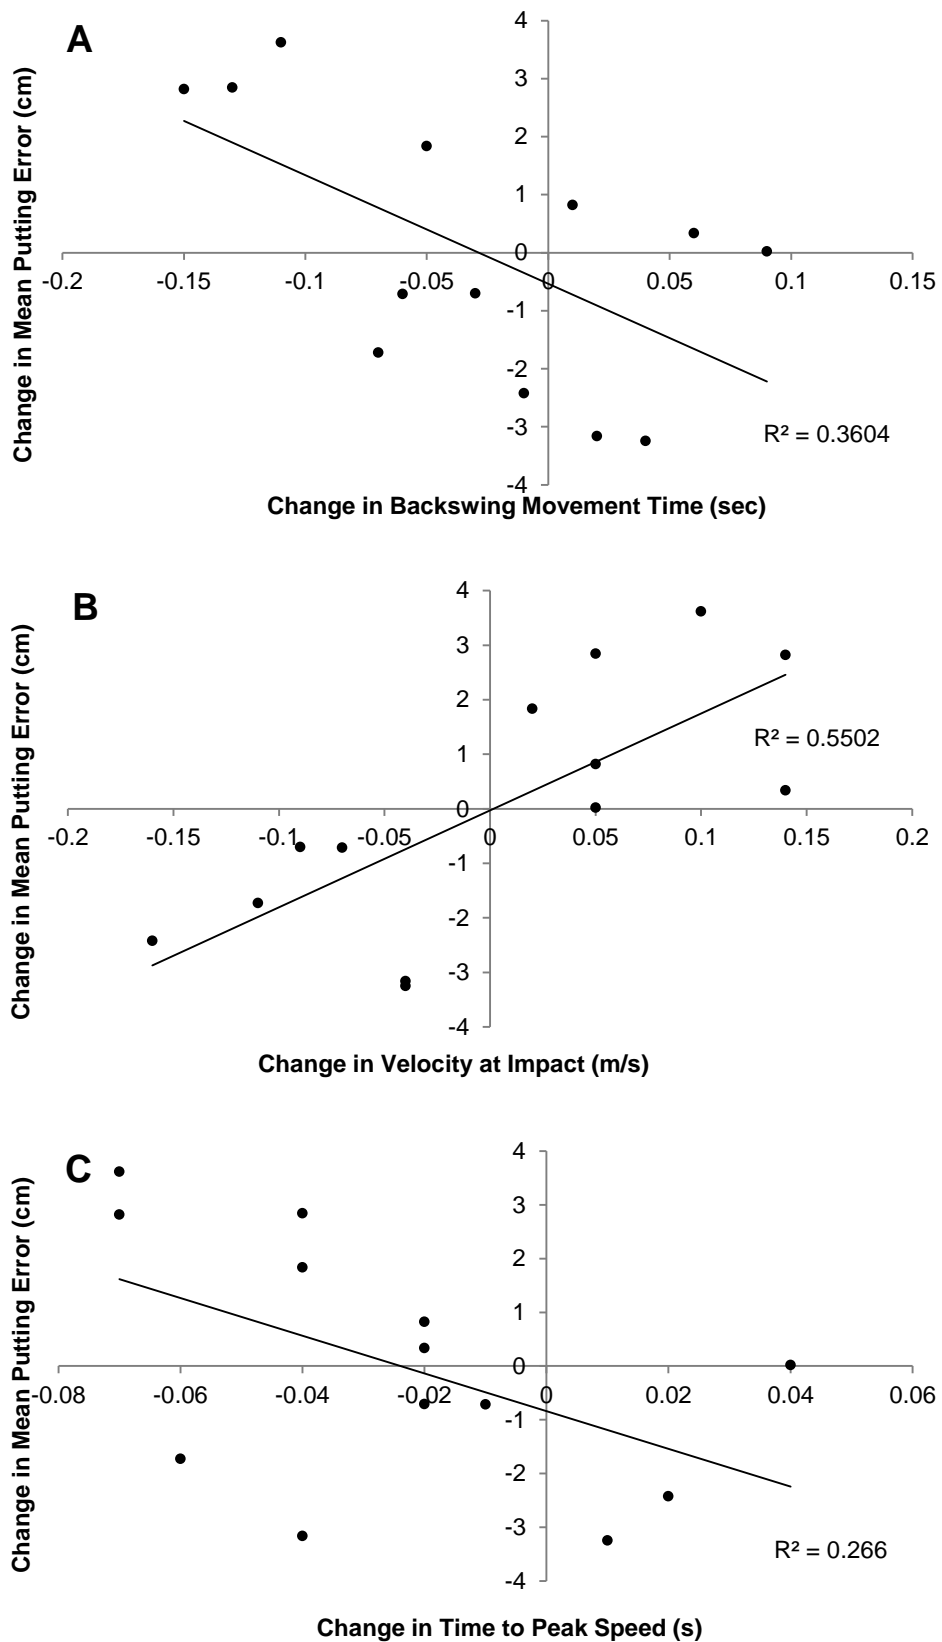 A
Change in Mean Putting Error (cm)
4
3
2
1
0
-1
-2
-3
-4
-0.2 -0.15 -0.1 -0.05 0 0.05 0.1 0.15
R² = 0.3604
Change in Backswing Movement Time (sec)
B
Change in Mean Putting Error (cm)
4
3
2
1
0
-1
-2
-3
-4
-0.2 -0.15 -0.1 -0.05 0 0.05 0.1 0.15 0.2
R² = 0.5502
Change in Velocity at Impact (m/s)
C
Change in Mean Putting Error (cm)
4
3
2
1
0
-1
-2
-3
-4
-0.08 -0.06 -0.04 -0.02 0 0.02 0.04 0.06
R² = 0.266
Change in Time to Peak Speed (s)